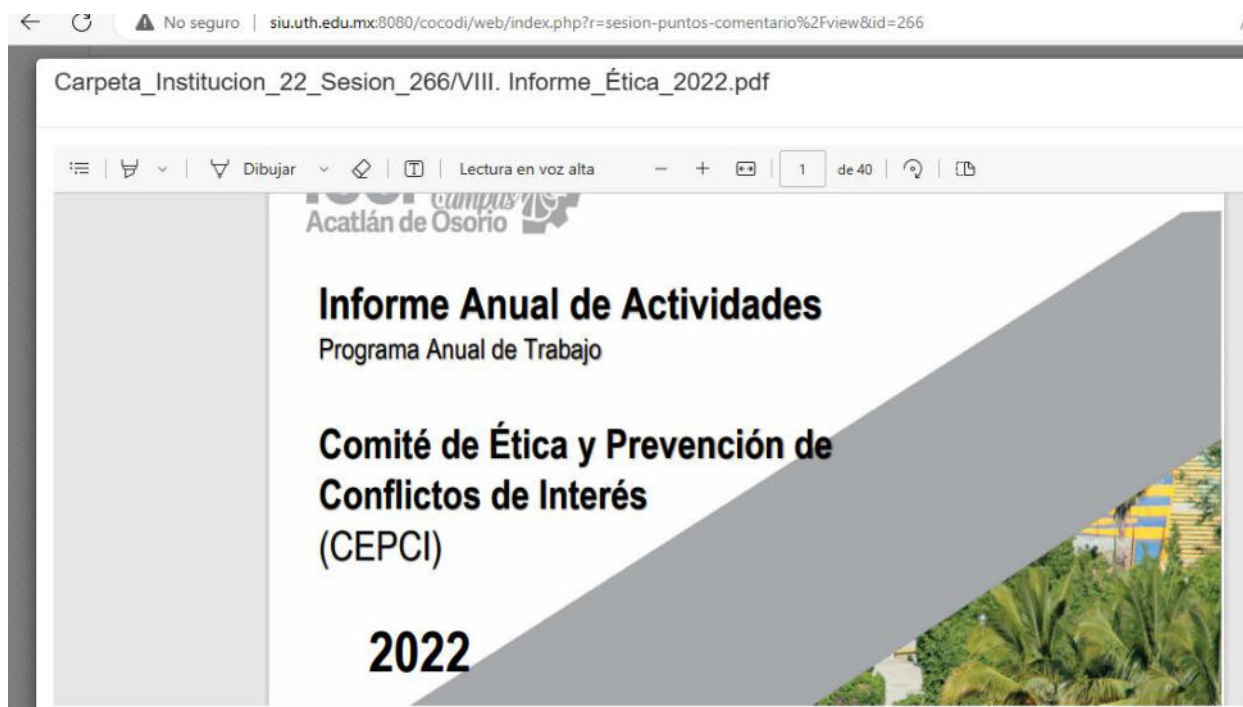 No seguro | siu.uth.edu.mx:8080/cocodi/web/index.php?r=sesion-puntos-comentario%2Fview&id=266
Carpeta_Institucion_22_Sesion_266/VIII. Informe_Ética_2022.pdf
Dibujar Lectura en voz alta 1 de 40
Campus
Acatlán de Osorio
Informe Anual de Actividades
Programa Anual de Trabajo
Comité de Ética y Prevención de
Conflictos de Interés
(CEPCI)
2022